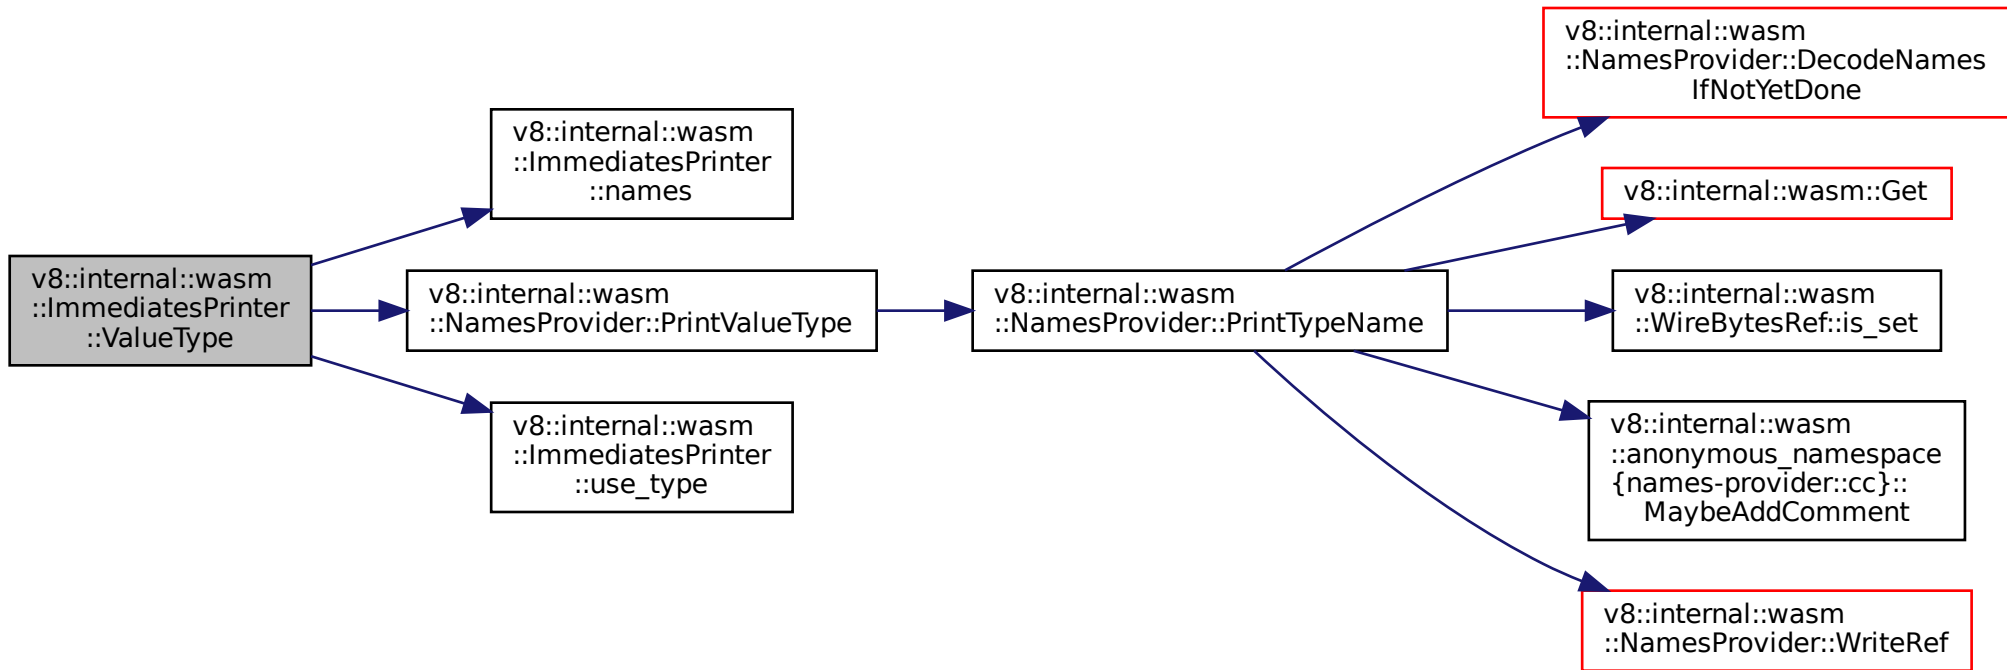 v8::internal::wasm
::ImmediatesPrinter
::ValueType
v8::internal::wasm
::ImmediatesPrinter
::names
v8::internal::wasm
::NamesProvider::PrintValueType
v8::internal::wasm
::ImmediatesPrinter
::use_type
v8::internal::wasm
::NamesProvider::PrintTypeName
v8::internal::wasm
::NamesProvider::DecodeNames
IfNotYetDone
v8::internal::wasm::Get
v8::internal::wasm
::WireBytesRef::is_set
v8::internal::wasm
::anonymous_namespace
{names-provider::cc}::
MaybeAddComment
v8::internal::wasm
::NamesProvider::WriteRef